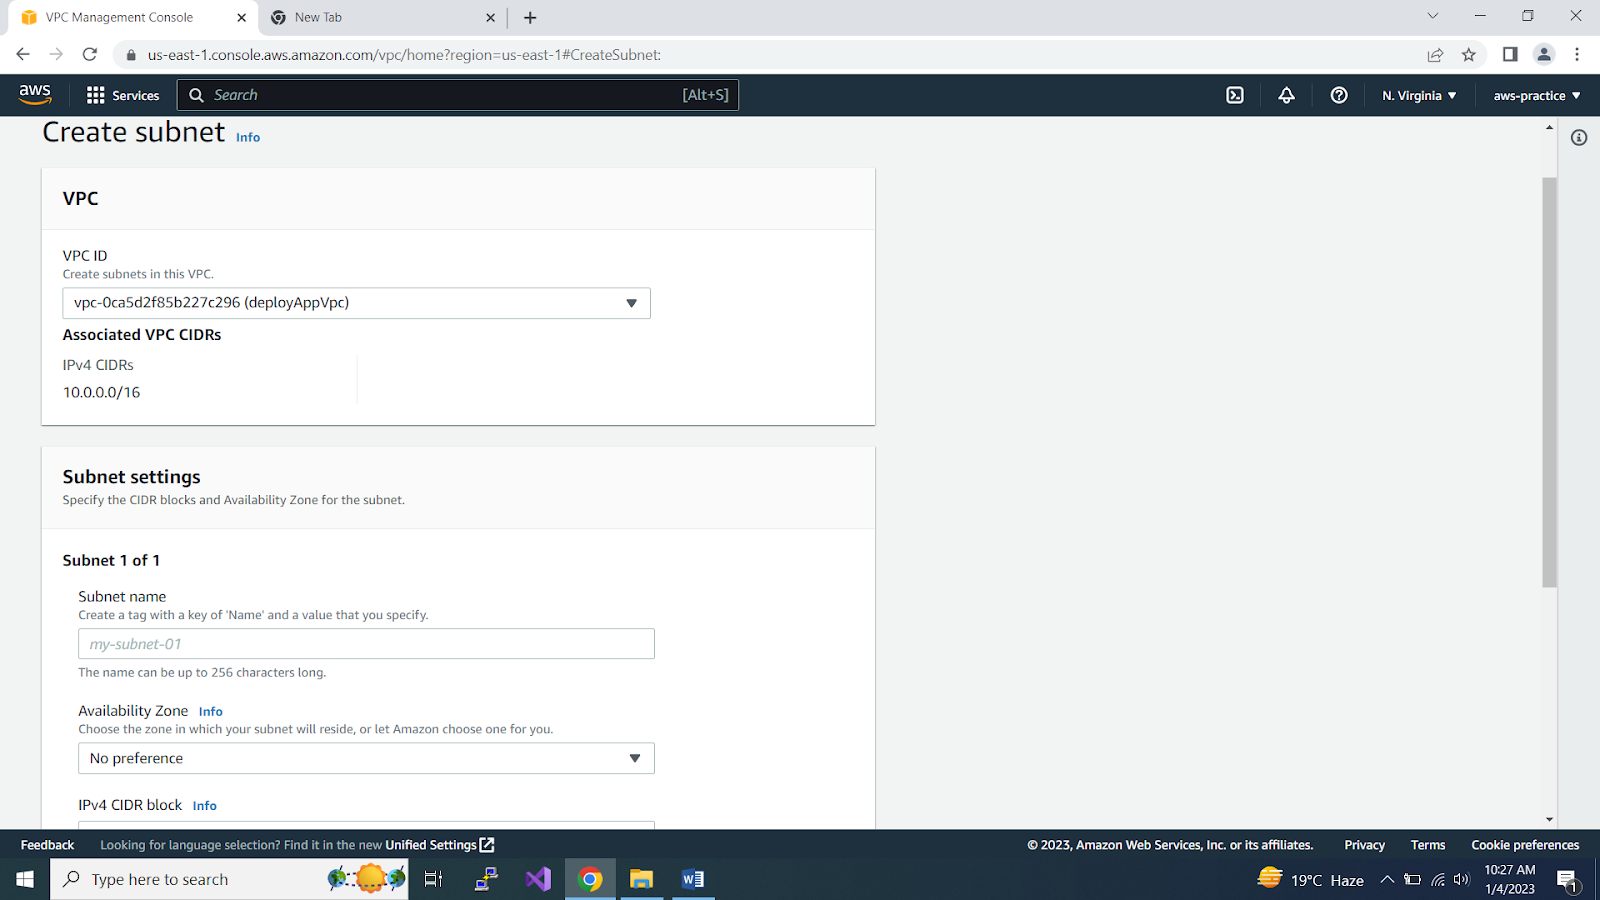 VPC Management Console
New Tab
us-east-1.console.aws.amazon.com/vpc/home?region=us-east-1#CreateSubnet:
aws
Services
Search
[Alt+S]
N. Virginia
aws-practice
Create subnet Info
VPC
VPC ID
Create subnets in this VPC.
vpc-0ca5d2f85b227c296 (deployAppVpc)
Associated VPC CIDRs
IPv4 CIDRs
10.0.0.0/16
Subnet settings
Specify the CIDR blocks and Availability Zone for the subnet.
Subnet 1 of 1
Subnet name
Create a tag with a key of 'Name' and a value that you specify.
my-subnet-01
The name can be up to 256 characters long.
Availability Zone Info
Choose the zone in which your subnet will reside, or let Amazon choose one for you.
No preference
IPv4 CIDR block Info
Feedback
Looking for language selection? Find it in the new Unified Settings
© 2023, Amazon Web Services, Inc. or its affiliates.
Privacy
Terms
Cookie preferences
Type here to search
19°C Haze
10:27 AM
1/4/2023
1